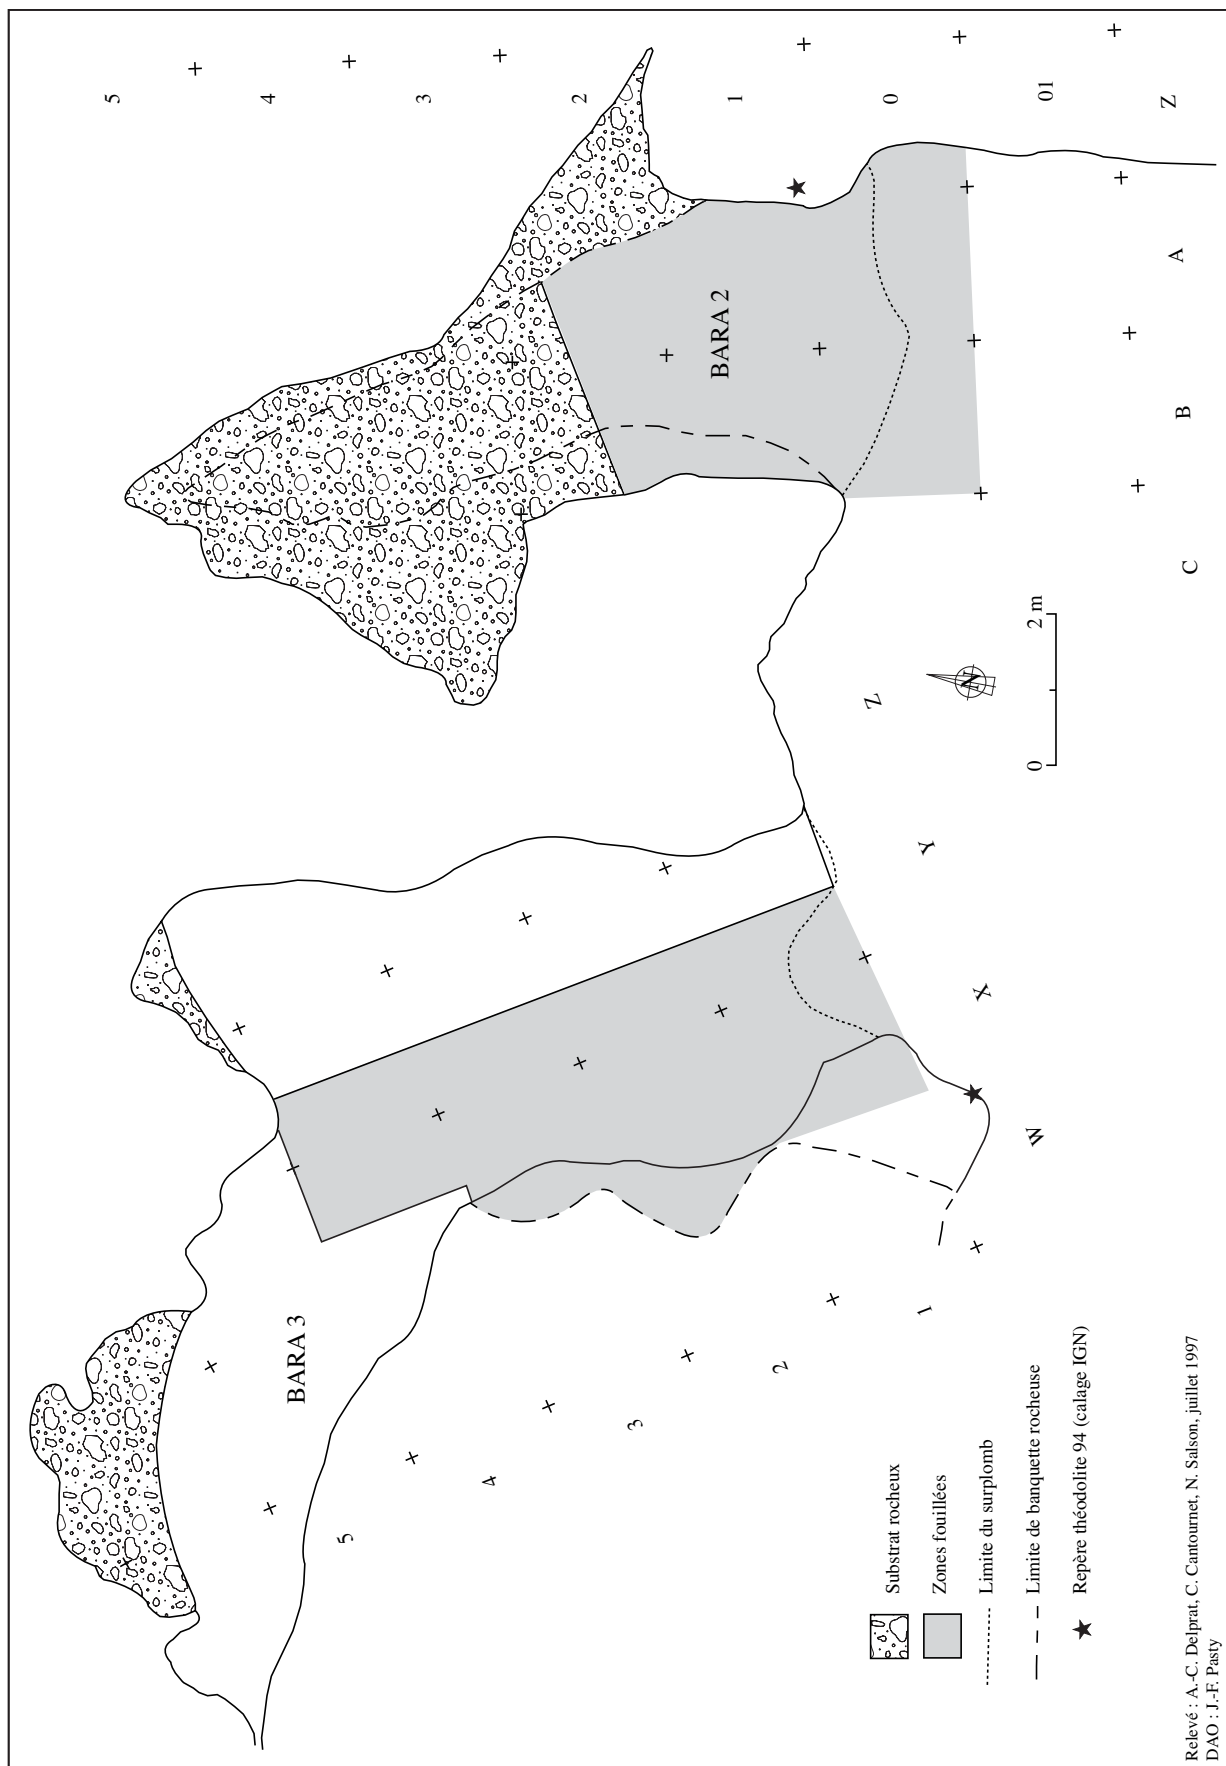 5
4
3
2
1
0
01
Z
A
B
C
BARA 2
Z
Y
X
W
1
2
3
4
5
BARA 3
N
0 2 m
Substrat rocheux
Zones fouillées
Limite du surplomb
Limite de banquette rocheuse
Repère théodolite 94 (calage IGN)
Relevé : A.-C. Delprat, C. Cantournet, N. Salson, juillet 1997
DAO : J.-F. Pasty